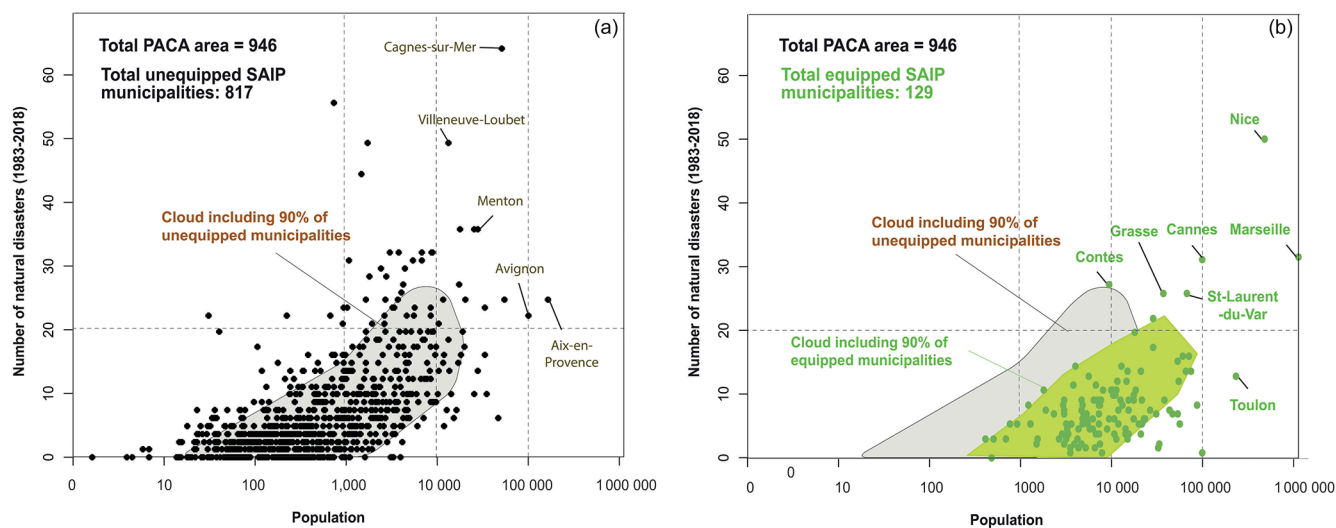 (a)
Total PACA area = 946
Total unequipped SAIP
municipalities: 817
Cagnes-sur-Mer
Villeneuve-Loubet
Menton
Avignon
Aix-en-
Provence
Cloud including 90% of
unequipped municipalities
Number of natural disasters (1983-2018)
60
50
40
30
20
10
0
0
10
100
1,000
10 000
100 000
1 000 000
Population
(b)
Total PACA area = 946
Total equipped SAIP
municipalities: 129
Nice
Marseille
Cannes
Grasse
Contes
St-Laurent
-du-Var
Toulon
Cloud including 90% of
unequipped municipalities
Cloud including 90% of
equipped municipalities
Number of natural disasters (1983-2018)
60
50
40
30
20
10
0
0
0
10
100
1000
10 000
100 000
1000 000
Population